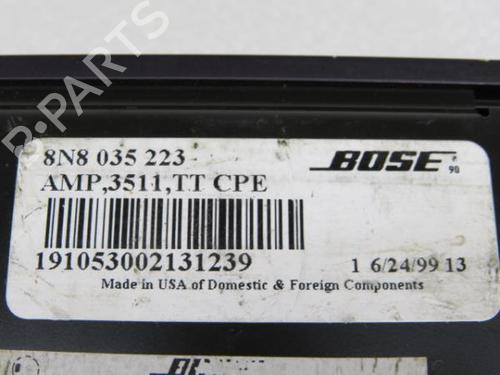 B-PARTS
8N8 035 223
BOSE
90
AMP,3511,TT CPE
191053002131239
1 6/24/99 13
Made in USA of Domestic & Foreign Components